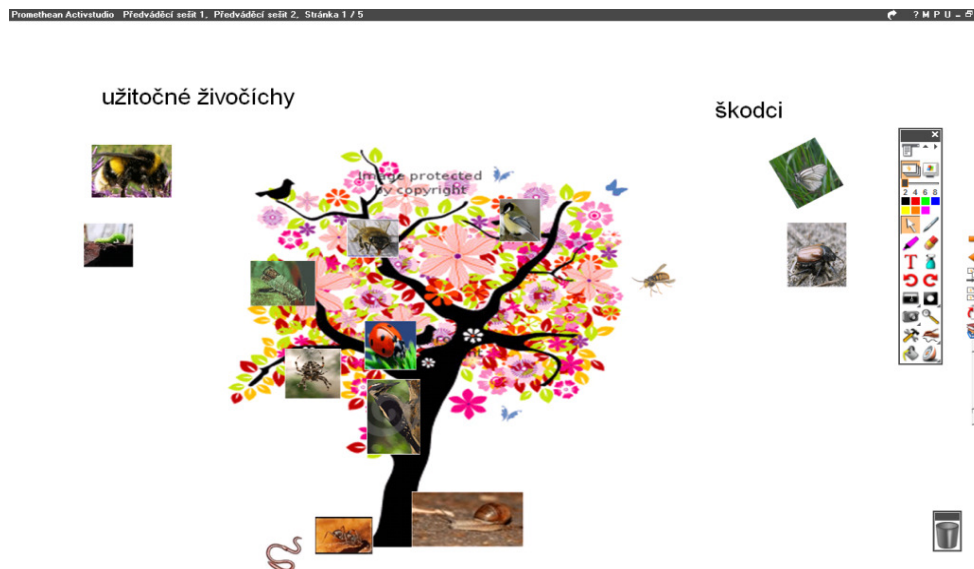 Promethean Activstudio Předváděcí sešit 1, Předváděcí sešit 2, Stránka 1 / 5
? M P U
užitočné živočíchy
škodci
Image protected
by copyright
2 4 6 8
T